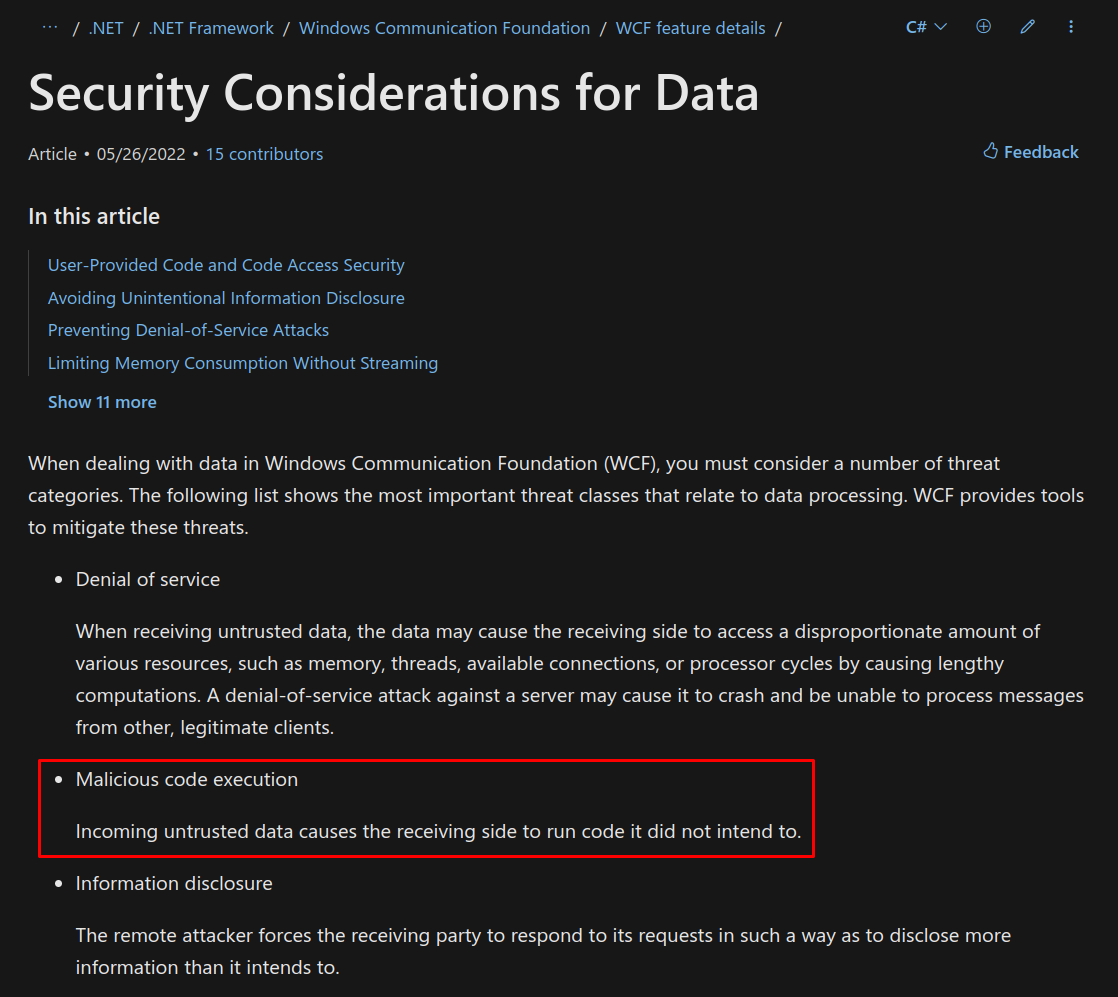 ... / .NET / .NET Framework / Windows Communication Foundation / WCF feature details / C#
Security Considerations for Data
Article • 05/26/2022 • 15 contributors
Feedback
In this article
User-Provided Code and Code Access Security
Avoiding Unintentional Information Disclosure
Preventing Denial-of-Service Attacks
Limiting Memory Consumption Without Streaming
Show 11 more
When dealing with data in Windows Communication Foundation (WCF), you must consider a number of threat
categories. The following list shows the most important threat classes that relate to data processing. WCF provides tools
to mitigate these threats.
• Denial of service
When receiving untrusted data, the data may cause the receiving side to access a disproportionate amount of
various resources, such as memory, threads, available connections, or processor cycles by causing lengthy
computations. A denial-of-service attack against a server may cause it to crash and be unable to process messages
from other, legitimate clients.
• Malicious code execution
Incoming untrusted data causes the receiving side to run code it did not intend to.
• Information disclosure
The remote attacker forces the receiving party to respond to its requests in such a way as to disclose more
information than it intends to.